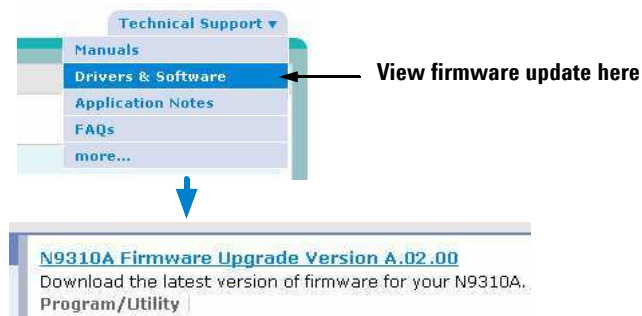 Technical Support ▾
Manuals
Drivers & Software
View firmware update here
Application Notes
FAQs
more...
N9310A Firmware Upgrade Version A.02.00
Download the latest version of firmware for your N9310A.
Program/Utility